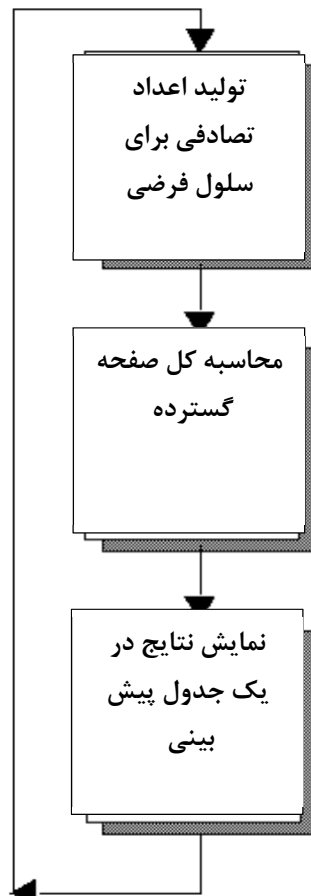 تولید اعداد
تصادفی برای
سلول فرضی
محاسبه کل صفحه
گسترده
نمایش نتایج در
یک جدول پیش
بینی